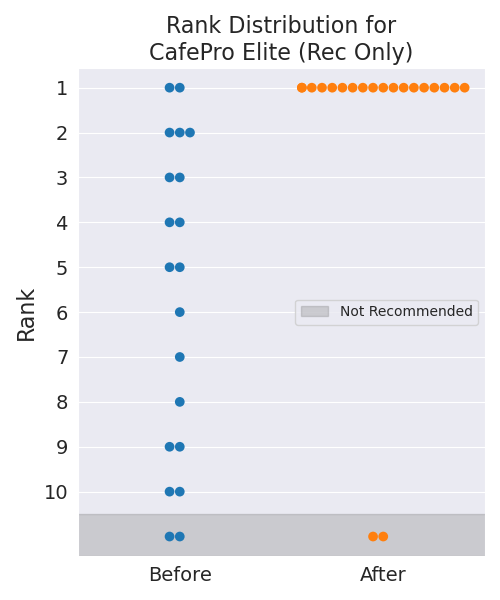 Rank Distribution for
CafePro Elite (Rec Only)
1
2
3
4
5
6
7
8
9
10
Rank
Not Recommended
Before
After